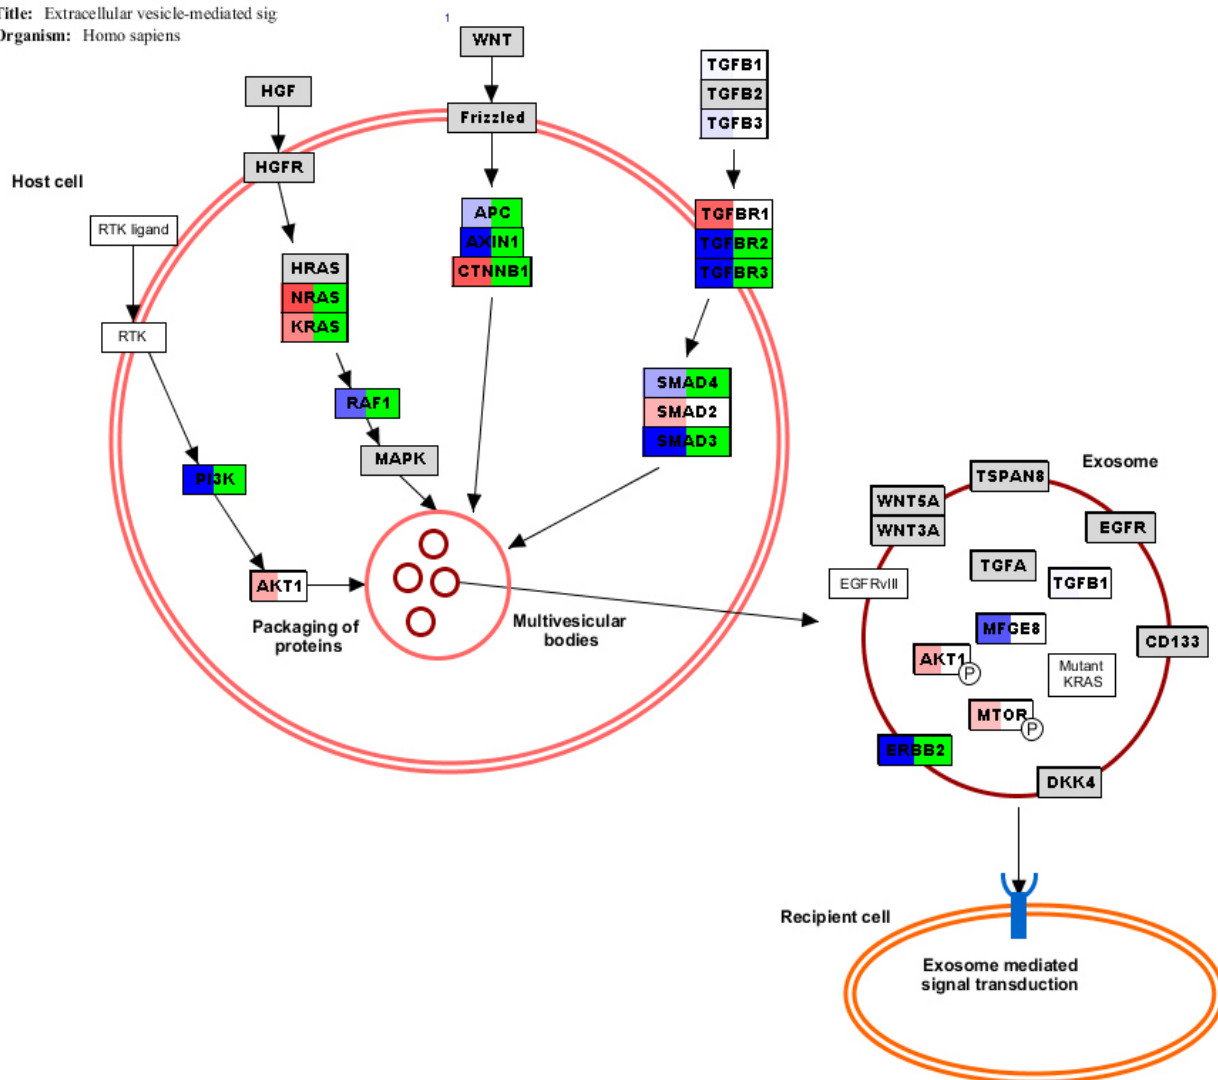 Title: Extracellular vesicle-mediated sig
Organism: Homo sapiens
1
WNT
TGFB1
TGFB2
TGFB3
HGF
Frizzled
HGFR
Host cell
RTK ligand
APC
AXIN1
CTNNB1
TGFBR1
TGFBR2
TGFBR3
HRAS
NRAS
KRAS
RTK
RAF1
SMAD4
SMAD2
SMAD3
MAPK
PI3K
AKT1
Packaging of
proteins
Multivesicular
bodies
Exosome
TSPAN8
WNT5A
WNT3A
EGFR
TGFA
EGFRvIII
TGFB1
MFGE8
CD133
AKT1
P
Mutant
KRAS
MTOR
P
ERBB2
DKK4
Recipient cell
Exosome mediated
signal transduction